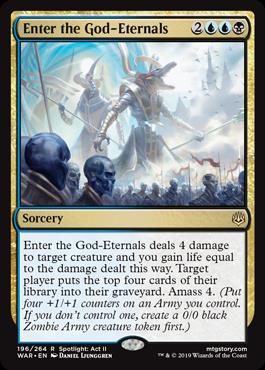 Enter the God-Eternals 2
Sorcery
Enter the God-Eternals deals 4 damage
to target creature and you gain life equal
to the damage dealt this way. Target
player puts the top four cards of their
library into their graveyard. Amass 4. (Put
four +1/+1 counters on an Army you control.
If you don't control one, create a 0/0 black
Zombie Army creature token first.)
196/264 R Spotlight: Act II
WAR • EN DANIEL LJUNGGREN
mtgstory.com
™ & © 2019 Wizards of the Coast